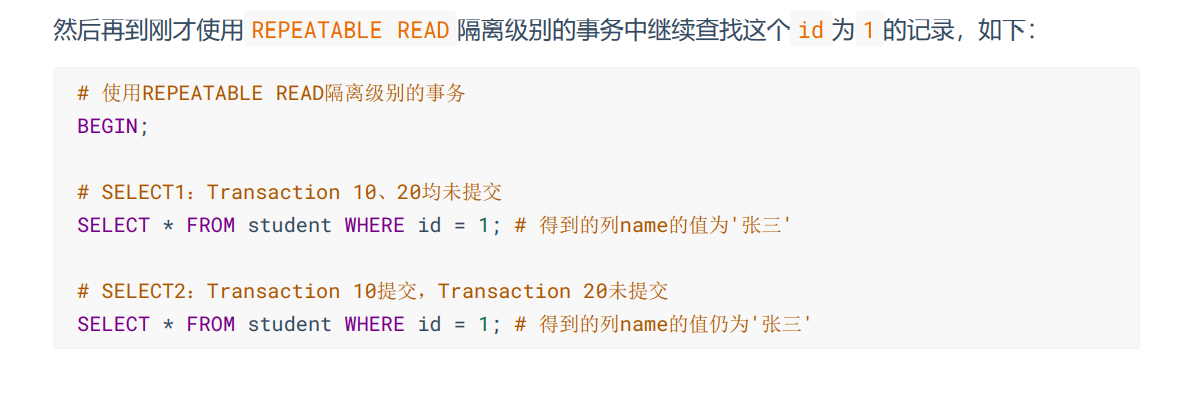 然后再到刚才使用 REPEATABLE READ 隔离级别的事务中继续查找这个 id 为 1 的记录，如下：
# 使用REPEATABLE READ隔离级别的事务
BEGIN;
# SELECT1：Transaction 10、20均未提交
SELECT * FROM student WHERE id = 1; # 得到的列name的值为'张三'
# SELECT2：Transaction 10提交，Transaction 20未提交
SELECT * FROM student WHERE id = 1; # 得到的列name的值仍为'张三'